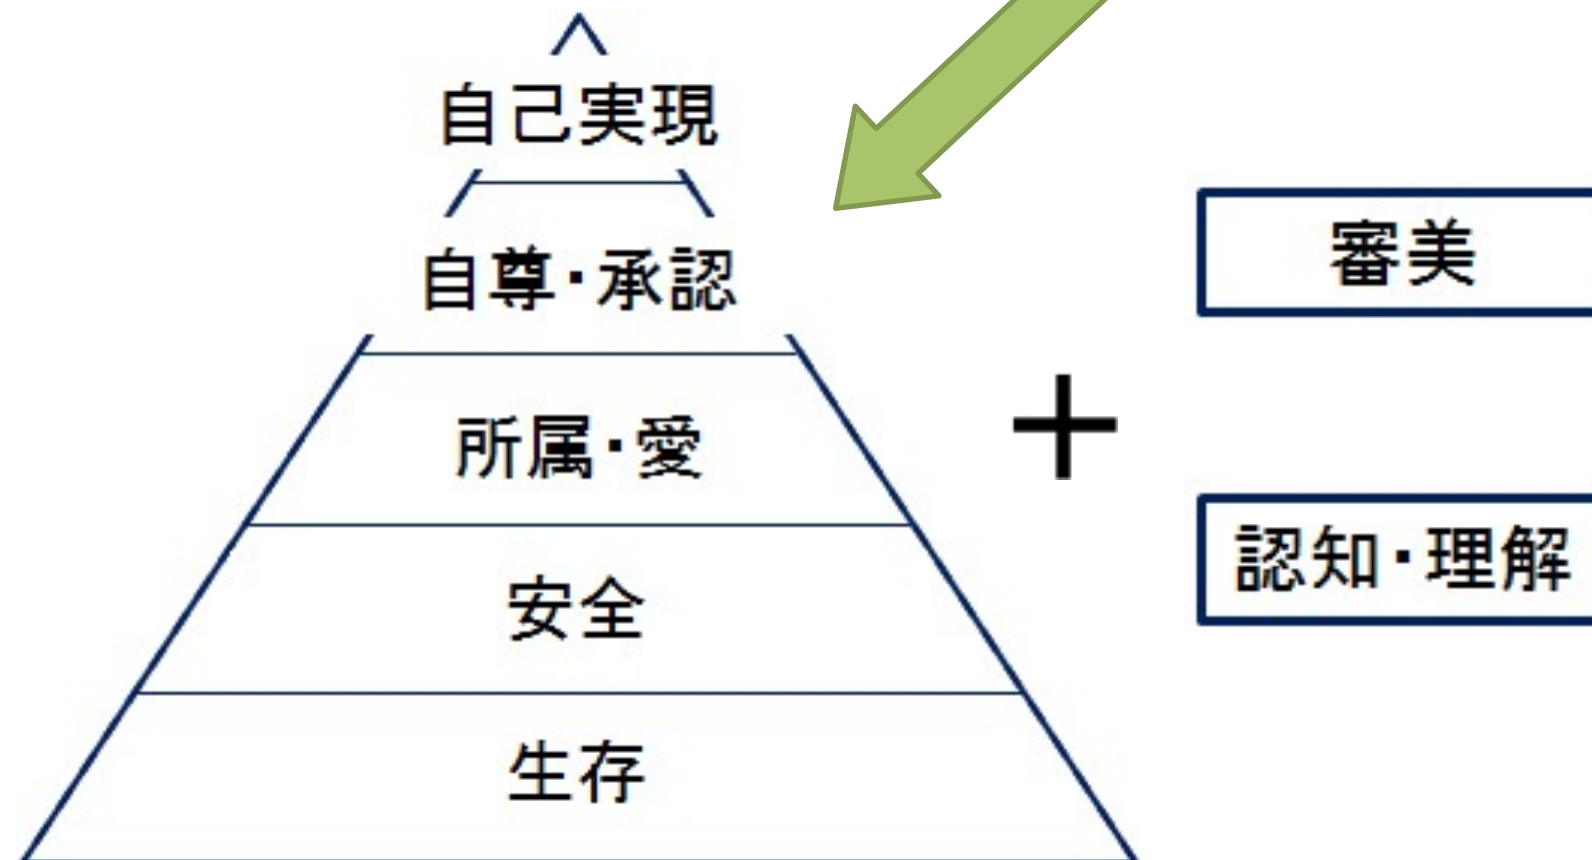 自己実現
自尊・承認
所属・愛
安全
生存
+
審美
認知・理解